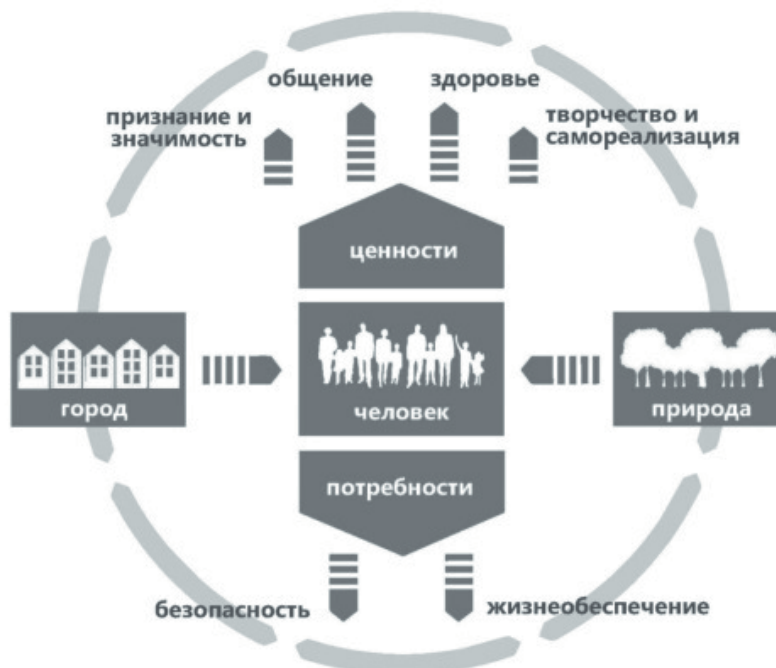 общение
здоровье
признание и
значимость
творчество и
самореализация
ценности
город
человек
природа
потребности
безопасность
жизнеобеспечение